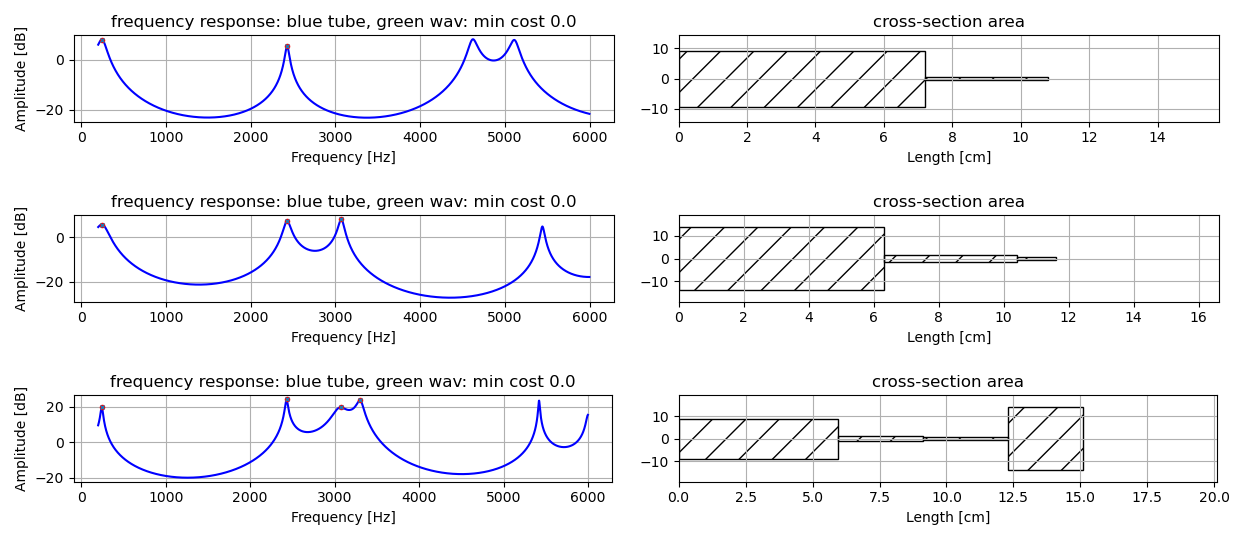 frequency response: blue tube, green wav: min cost 0.0
Amplitude [dB]
0
−20
0 1000 2000 3000 4000 5000 6000
Frequency [Hz]
cross-section area
10
0
−10
0 2 4 6 8 10 12 14
Length [cm]
frequency response: blue tube, green wav: min cost 0.0
Amplitude [dB]
0
−20
0 1000 2000 3000 4000 5000 6000
Frequency [Hz]
cross-section area
10
0
−10
0 2 4 6 8 10 12 14 16
Length [cm]
frequency response: blue tube, green wav: min cost 0.0
Amplitude [dB]
20
0
−20
0 1000 2000 3000 4000 5000 6000
Frequency [Hz]
cross-section area
10
0
−10
0.0 2.5 5.0 7.5 10.0 12.5 15.0 17.5 20.0
Length [cm]